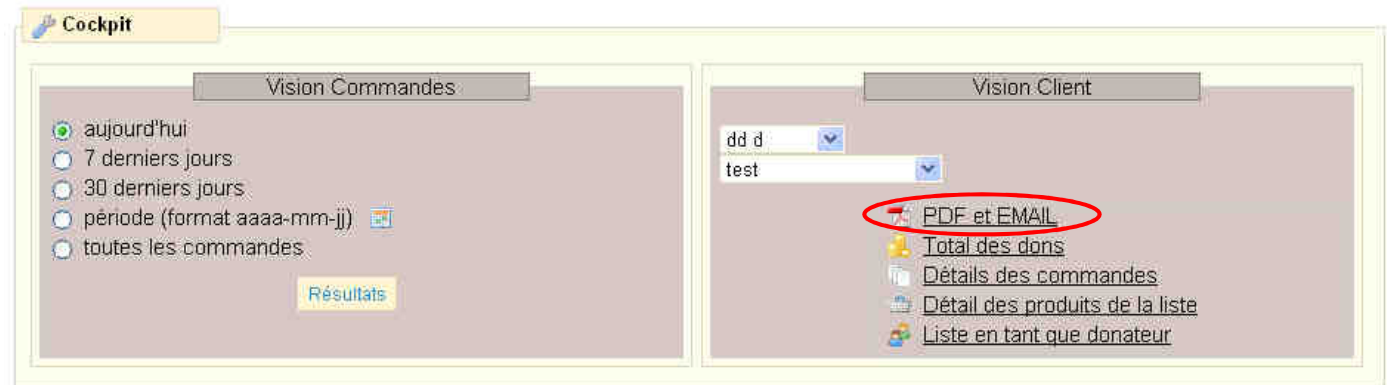 Cockpit
Vision Commandes
aujourd'hui
7 derniers jours
30 derniers jours
période (format aaaa-mm-jj)
toutes les commandes
Résultats
Vision Client
dd d
test
PDF et EMAIL
Total des dons
Détails des commandes
Détail des produits de la liste
Liste en tant que donateur